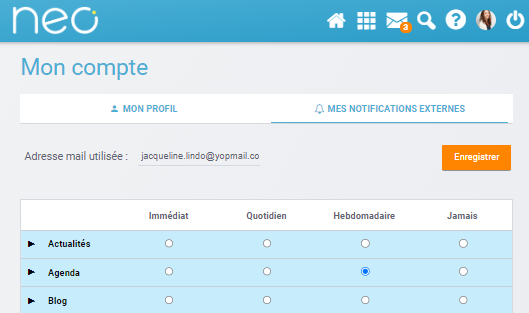 neo
3
Mon compte
MON PROFIL
MES NOTIFICATIONS EXTERNES
Adresse mail utilisée : jacqueline.lindo@yopmail.co
Enregistrer
Immédiat Quotidien Hebdomadaire Jamais
Actualités
Agenda
Blog